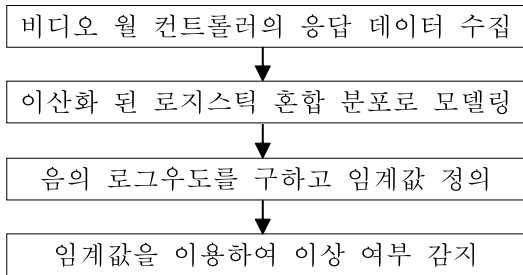 비디오 월 컨트롤러의 응답 데이터 수집
이산화 된 로지스틱 혼합 분포로 모델링
음의 로그우도를 구하고 임계값 정의
임계값을 이용하여 이상 여부 감지